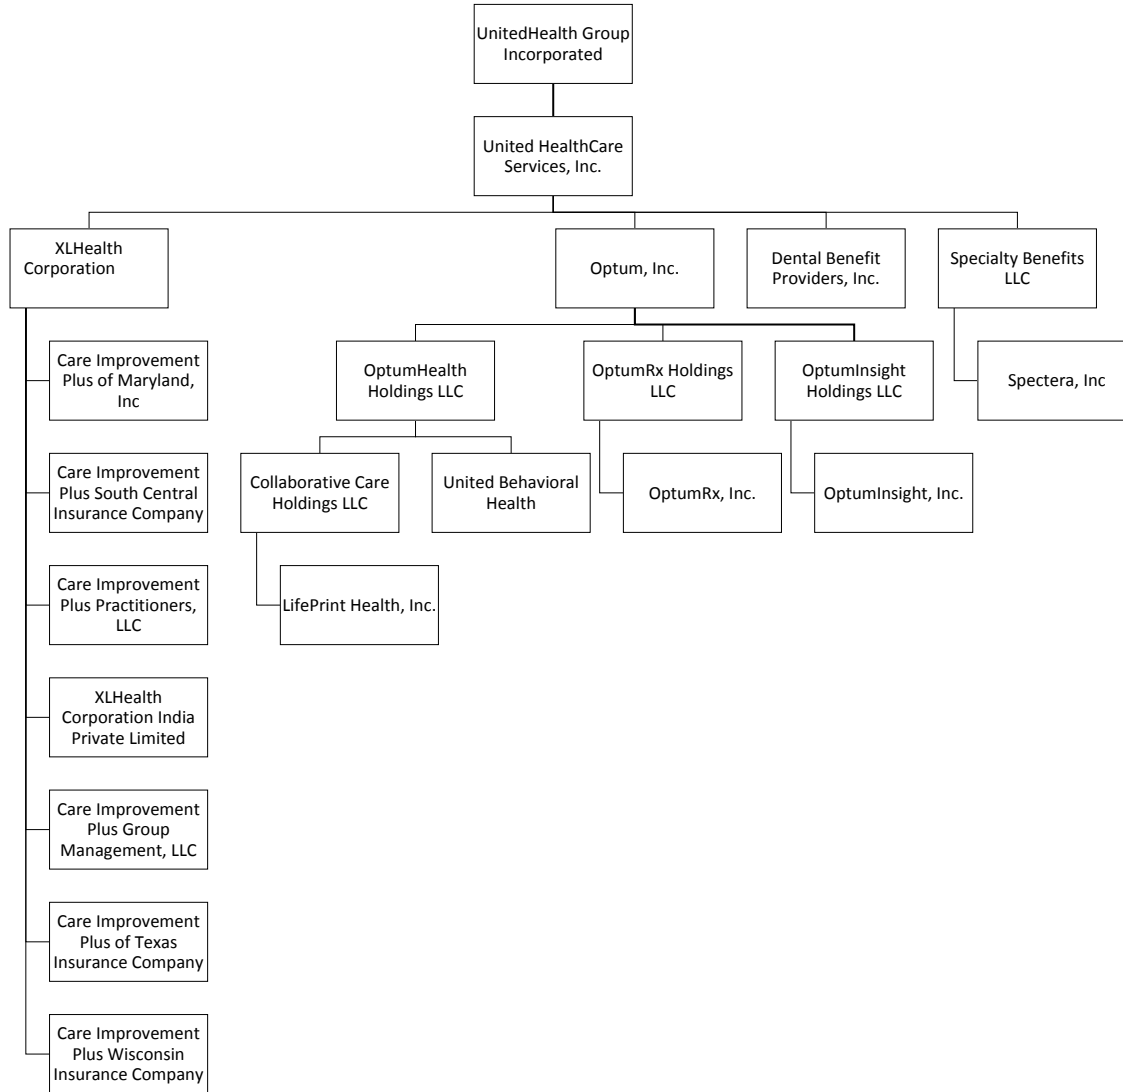 UnitedHealth Group
Incorporated
United HealthCare
Services, Inc.
XLHealth
Corporation
Optum, Inc.
Dental Benefit
Providers, Inc.
Specialty Benefits
LLC
Care Improvement
Plus of Maryland,
Inc
OptumHealth
Holdings LLC
OptumRx Holdings
LLC
OptumInsight
Holdings LLC
Spectera, Inc
Care Improvement
Plus South Central
Insurance Company
Collaborative Care
Holdings LLC
United Behavioral
Health
OptumRx, Inc.
OptumInsight, Inc.
Care Improvement
Plus Practitioners,
LLC
LifePrint Health, Inc.
XLHealth
Corporation India
Private Limited
Care Improvement
Plus Group
Management, LLC
Care Improvement
Plus of Texas
Insurance Company
Care Improvement
Plus Wisconsin
Insurance Company